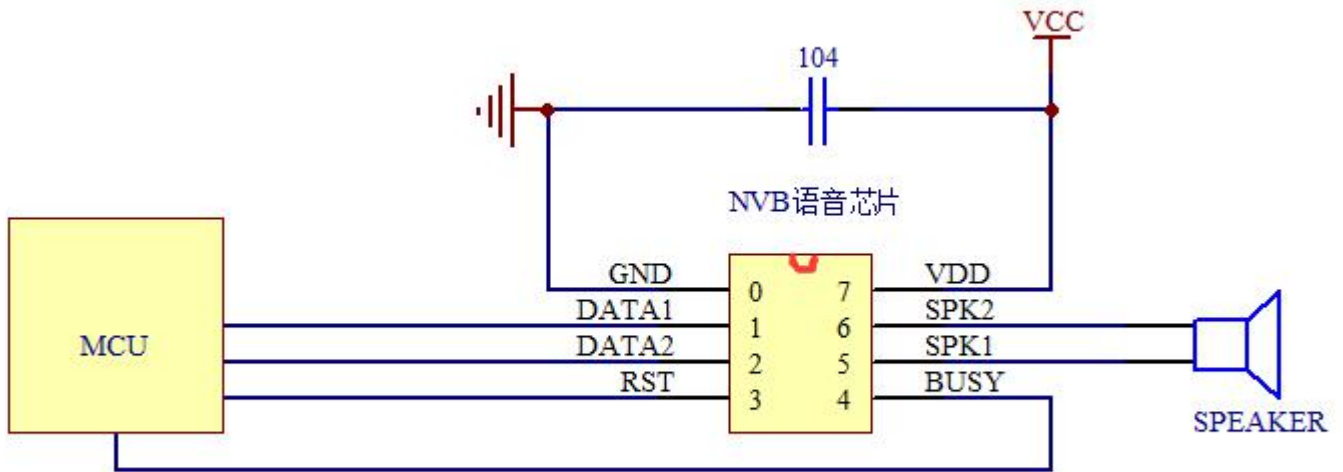 VCC
104
NVB语音芯片
GND 0 7 VDD
DATA1 1 6 SPK2
MCU DATA2 2 5 SPK1
RST 3 4 BUSY
SPEAKER